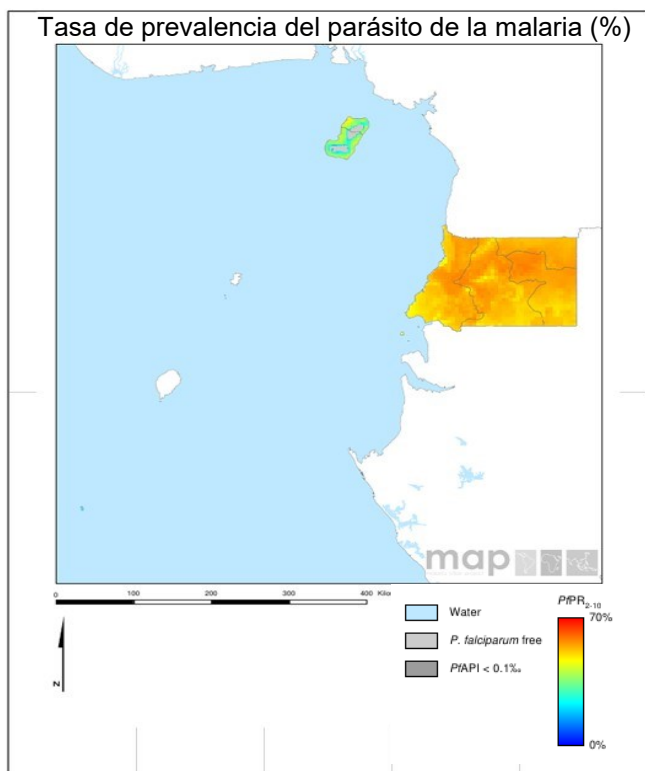 Tasa de prevalencia del parásito de la malaria (%)
map
0 100 200 300 400 Kilo
Water
P. falciparum free
PfAPI < 0.1‰
PfPR2-10
70%
0%
N